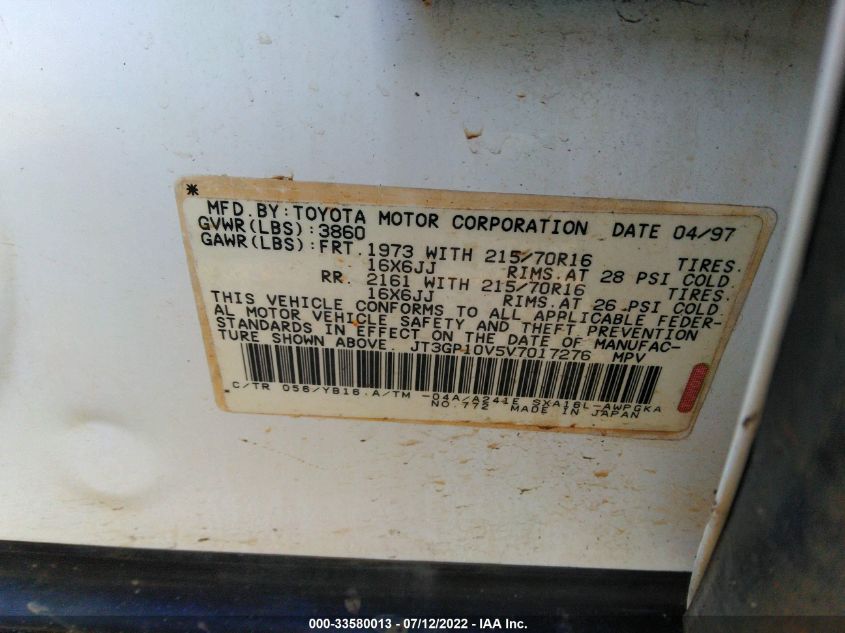 *
MFD. BY: TOYOTA MOTOR CORPORATION DATE 04/97
GVWR(LBS):3860
GAWR(LBS):FRT. 1973 WITH 215/70R16 TIRES.
16X6JJ RIMS.AT 28 PSI COLD
RR. 2161 WITH 215/70R16 TIRES.
16X6JJ RIMS.AT 26 PSI COLD
THIS VEHICLE CONFORMS TO ALL APPLICABLE FEDER-
AL MOTOR VEHICLE SAFETY AND THEFT PREVENTION
STANDARDS IN EFFECT ON THE DATE OF MANUFAC-
TURE SHOWN ABOVE. JT3GP10V5V7017276 MPV
C/TR 056/YB16.A/TM -04A/A241E SXA16L-AWPGKA
NO.772 MADE IN JAPAN
000-33580013 - 07/12/2022 - IAA Inc.